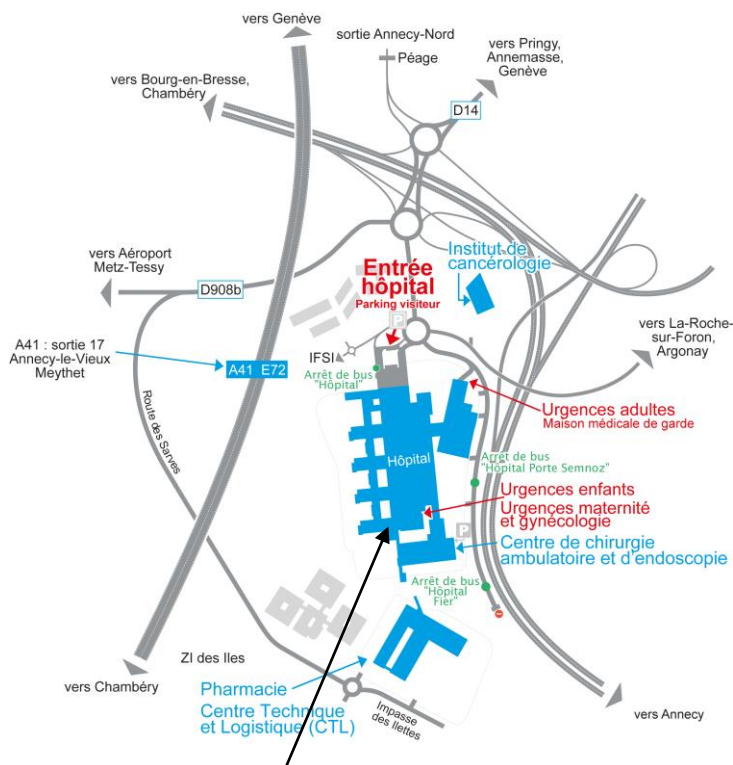 vers Genève
sortie Annecy-Nord
Péage
vers Pringy,
Annemasse,
Genève
vers Bourg-en-Bresse,
Chambéry
D14
vers Aéroport
Metz-Tessy
D908b
Institut de
cancérologie
Entrée
hôpital
Parking visiteur
P
A41 : sortie 17
Annecy-le-Vieux
Meythet
A41 E72
IFSI
Arrêt de bus
"Hôpital"
vers La-Roche-
sur-Foron,
Argonay
Route des Sarves
Urgences adultes
Maison médicale de garde
Hôpital
Arrêt de bus
"Hôpital Porte Semnoz"
Urgences enfants
Urgences maternité
et gynécologie
P
Centre de chirurgie
ambulatoire et d'endoscopie
Arrêt de bus
"Hôpital
Fier"
ZI des Iles
vers Chambéry
Pharmacie
Centre Technique
et Logistique (CTL)
Impasse
des Ilettes
vers Annecy